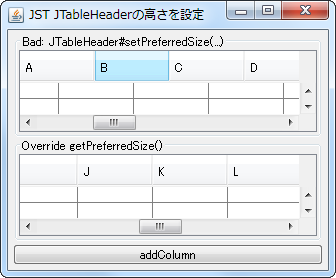 JST JTableHeaderの高さを設定
Bad: JTableHeader#setPreferredSize(...)
A B C D
Override getPreferredSize()
J K L
addColumn